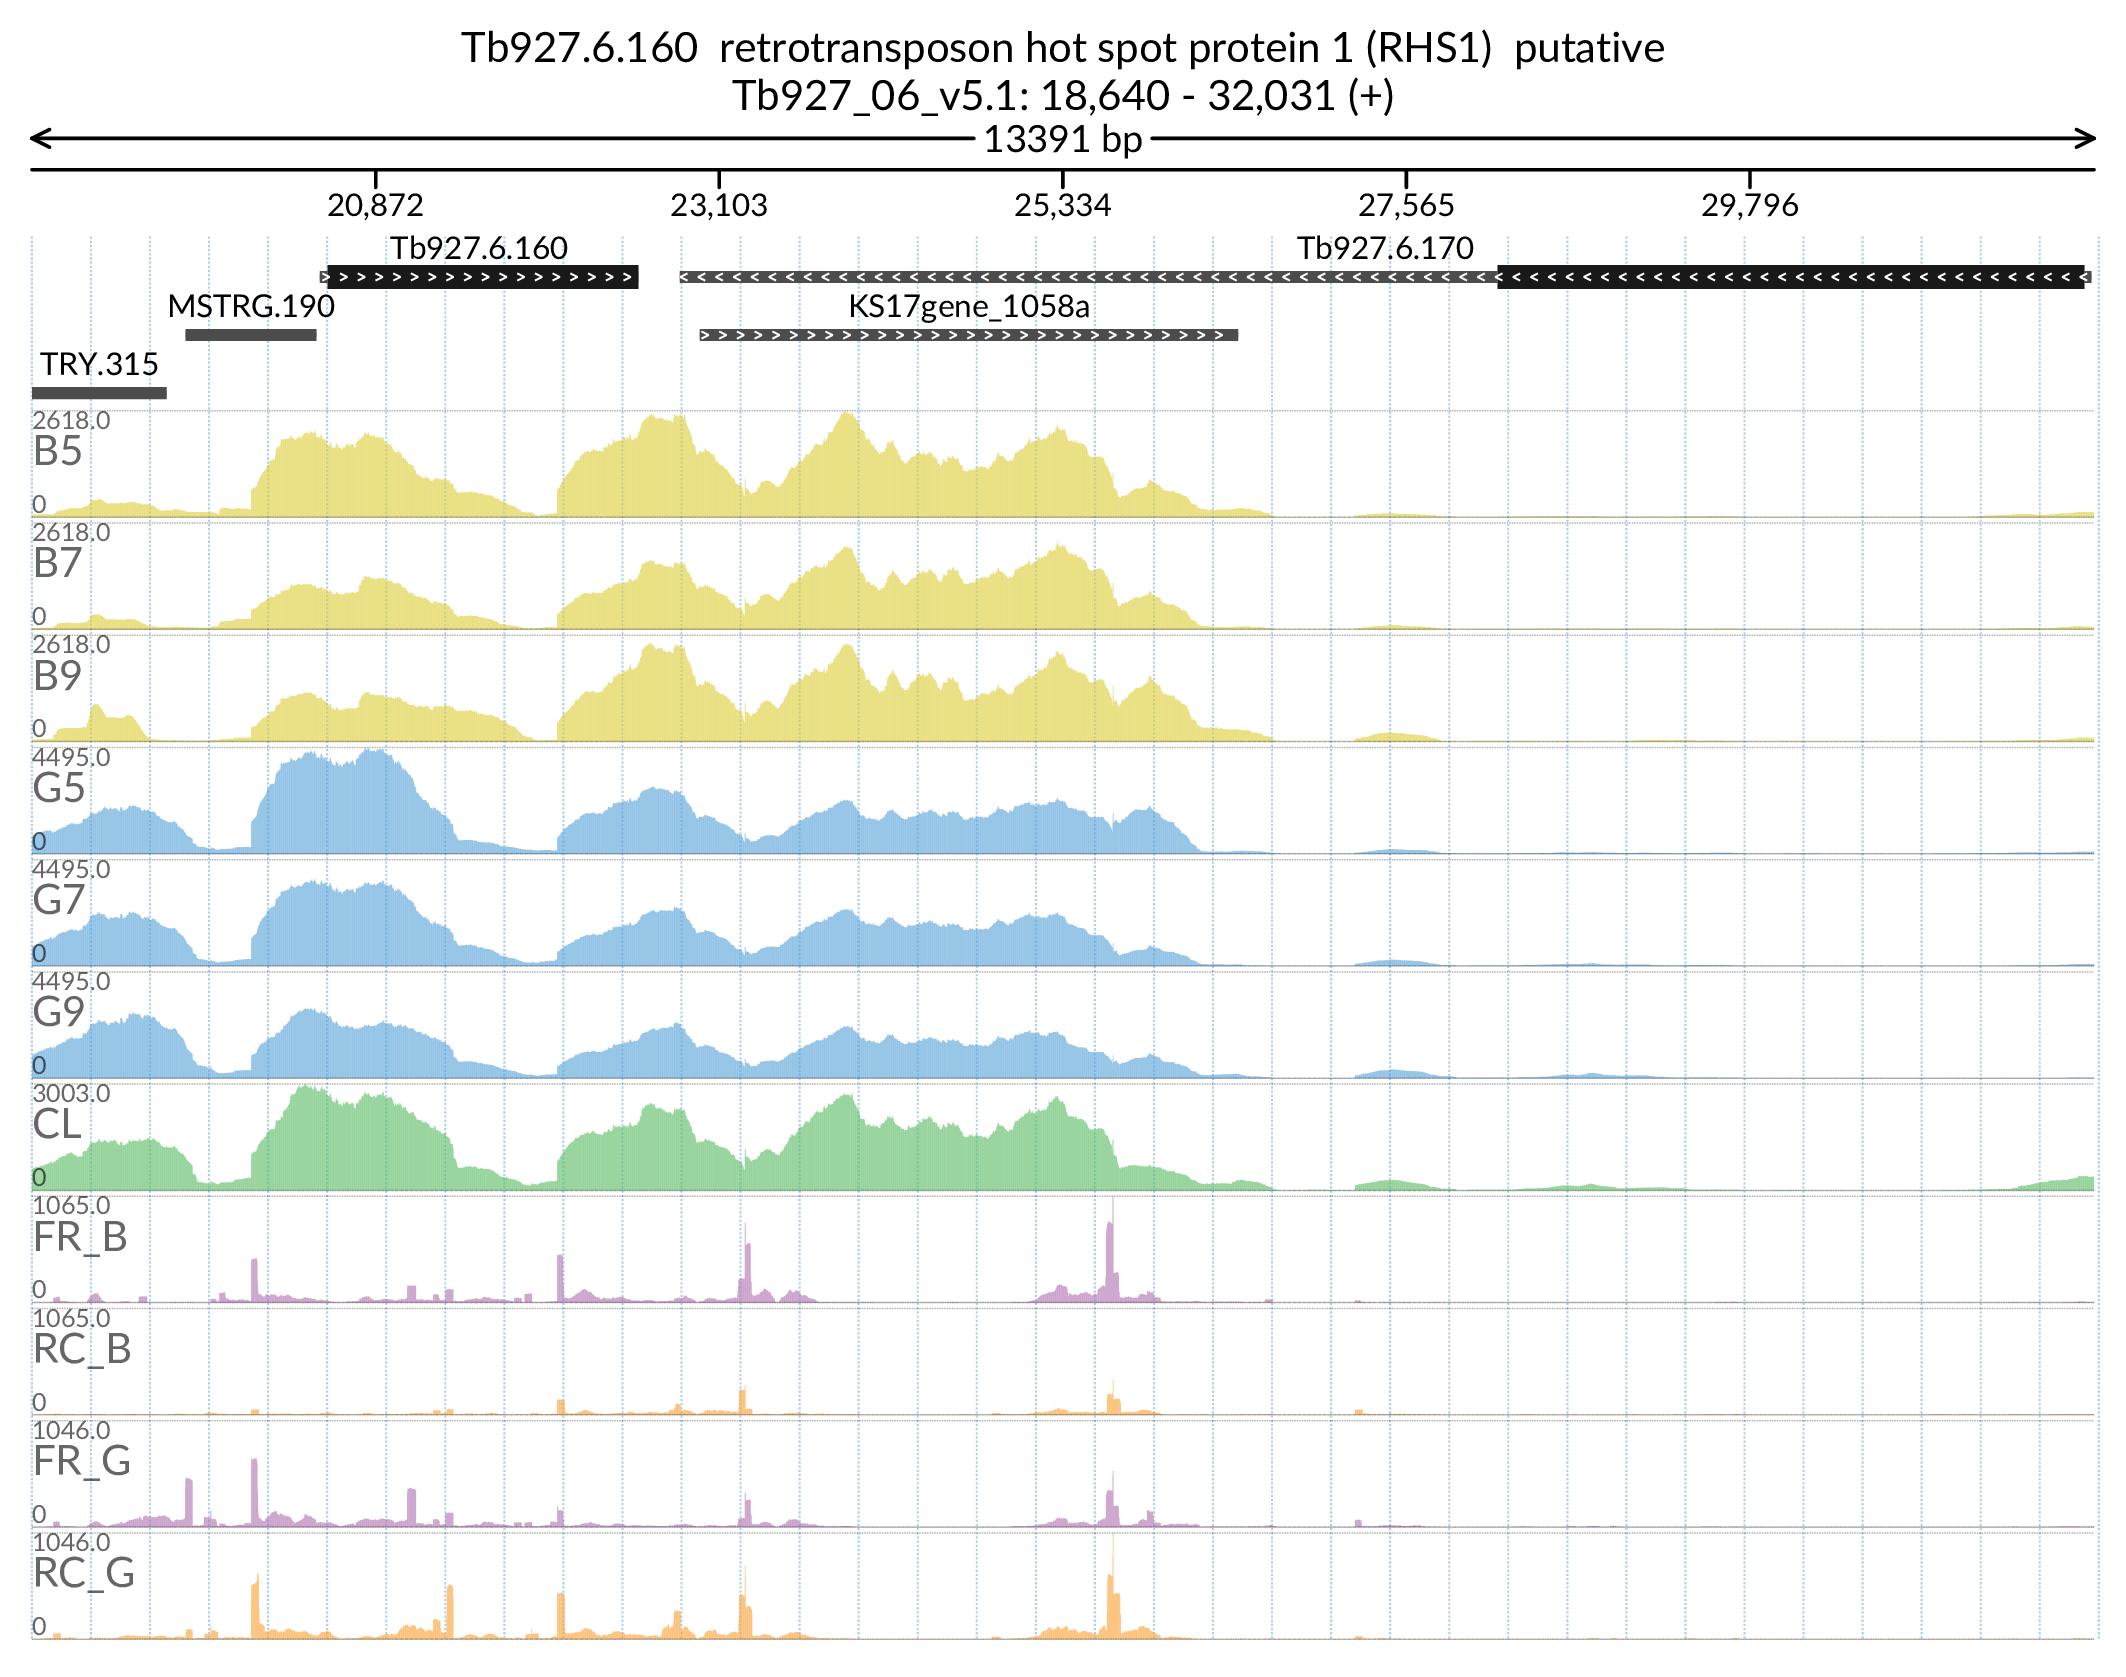 Tb927.6.160 retrotransposon hot spot protein 1 (RHS1) putative
Tb927_06_v5.1: 18,640 - 32,031 (+)
13391 bp
20,872 23,103 25,334 27,565 29,796
Tb927.6.160 Tb927.6.170
MSTRG.190 KS17gene_1058a
TRY.315
2618.0
B5
0
2618.0
B7
0
2618.0
B9
0
4495.0
G5
0
4495.0
G7
0
4495.0
G9
0
3003.0
CL
0
1065.0
FR_B
0
1065.0
RC_B
0
1046.0
FR_G
0
1046.0
RC_G
0